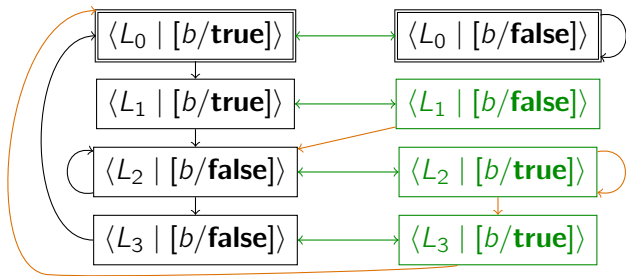 ⟨L₀ | [b/true]⟩ ⟨L₀ | [b/false]⟩
⟨L₁ | [b/true]⟩ ⟨L₁ | [b/false]⟩
⟨L₂ | [b/false]⟩ ⟨L₂ | [b/true]⟩
⟨L₃ | [b/false]⟩ ⟨L₃ | [b/true]⟩